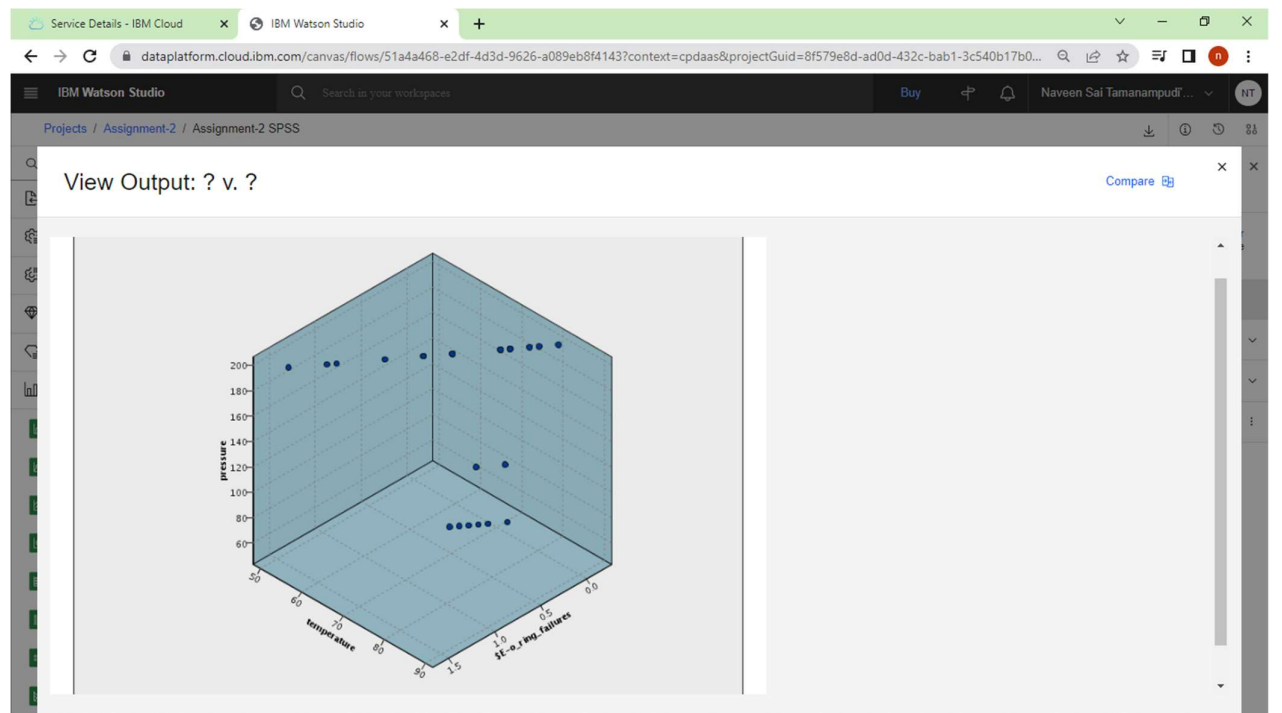 Service Details - IBM Cloud
IBM Watson Studio
dataplatform.cloud.ibm.com/canvas/flows/51a4a468-e2df-4d3d-9626-a089eb8f4143?context=cpdaas&projectGuid=8f579e8d-ad0d-432c-bab1-3c540b17b0...
n
IBM Watson Studio
Search in your workspaces
Buy
Naveen Sai Tamanampudi'...
NT
Projects / Assignment-2 / Assignment-2 SPSS
View Output: ? v. ?
Compare
200
180
160
140
120
100
80
60
pressure
50
60
70
80
90
temperature
1.5
1.0
0.5
0.0
$E-o_ring_failures